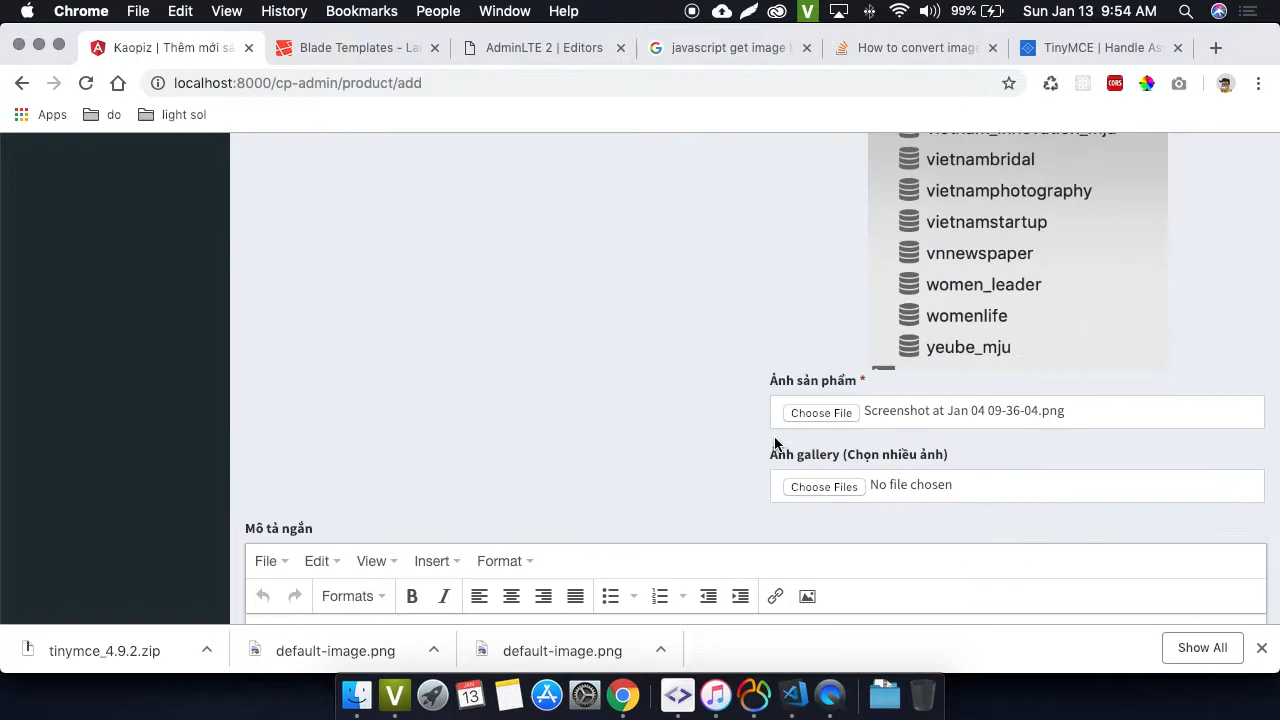 Chrome File Edit View History Bookmarks People Window Help
99% Sun Jan 13 9:54 AM
Kaopiz | Thêm mới sả
Blade Templates - La
AdminLTE 2 | Editors
javascript get image
How to convert imag
TinyMCE | Handle As
localhost:8000/cp-admin/product/add
CORS
Apps do light sol
vietnam_innovation_mju
vietnambridal
vietnamphotography
vietnamstartup
vnnewspaper
women_leader
womenlife
yeube_mju
Ảnh sản phẩm *
Choose File Screenshot at Jan 04 09-36-04.png
Ảnh gallery (Chọn nhiều ảnh)
Choose Files No file chosen
Mô tả ngắn
File Edit View Insert Format
Formats B I
tinymce_4.9.2.zip default-image.png default-image.png Show All
JAN
13